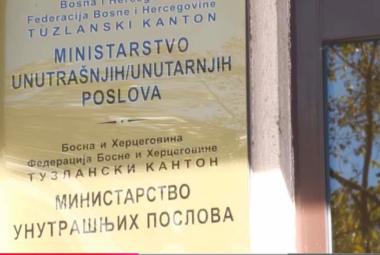 Bosna i Hercegovina
Federacija Bosne i Hercegovine
TUZLANSKI KANTON
MINISTARSTVO
UNUTRAŠNJIH/UNUTARNJIH
POSLOVA
Босна и Херцеговина
Федерација Босне и Херцеговине
ТУЗЛАНСКИ КАНТОН
МИНИСТАРСТВО
УНУТРАШЊИХ ПОСЛОВА